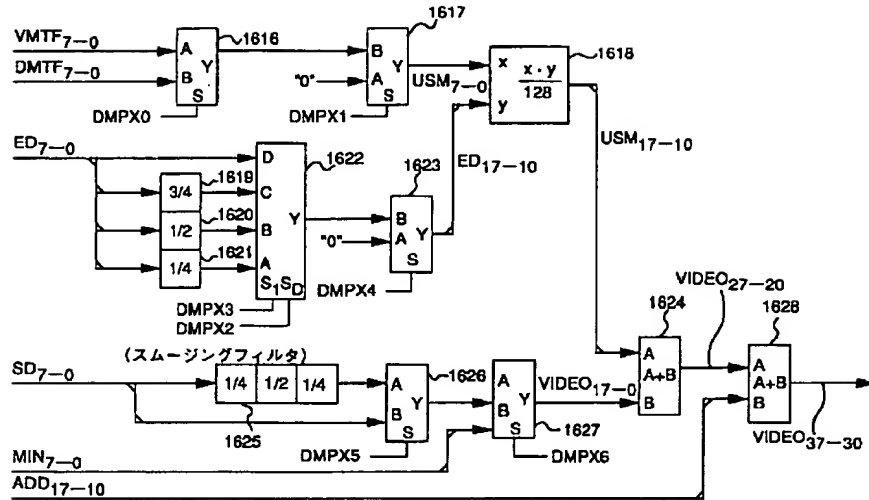 VMTF7-0
DMTF7-0
A
B
Y
S
1616
DMPX0
"0"
B
A
Y
S
1617
DMPX1
USM7-0
x
y
x · y
128
1618
USM17-10
ED7-0
3/4
1619
1/2
1620
1/4
1621
D
C
B
A
Y
S1SD
1622
DMPX3
DMPX2
"0"
B
A
Y
S
1623
DMPX4
ED17-10
(スムージングフィルタ)
SD7-0
1/4
1/2
1/4
1625
A
B
Y
S
1626
DMPX5
A
B
Y
S
1627
DMPX6
VIDEO17-0
A
A+B
B
1624
VIDEO27-20
A
A+B
B
1628
VIDEO37-30
MIN7-0
ADD17-10